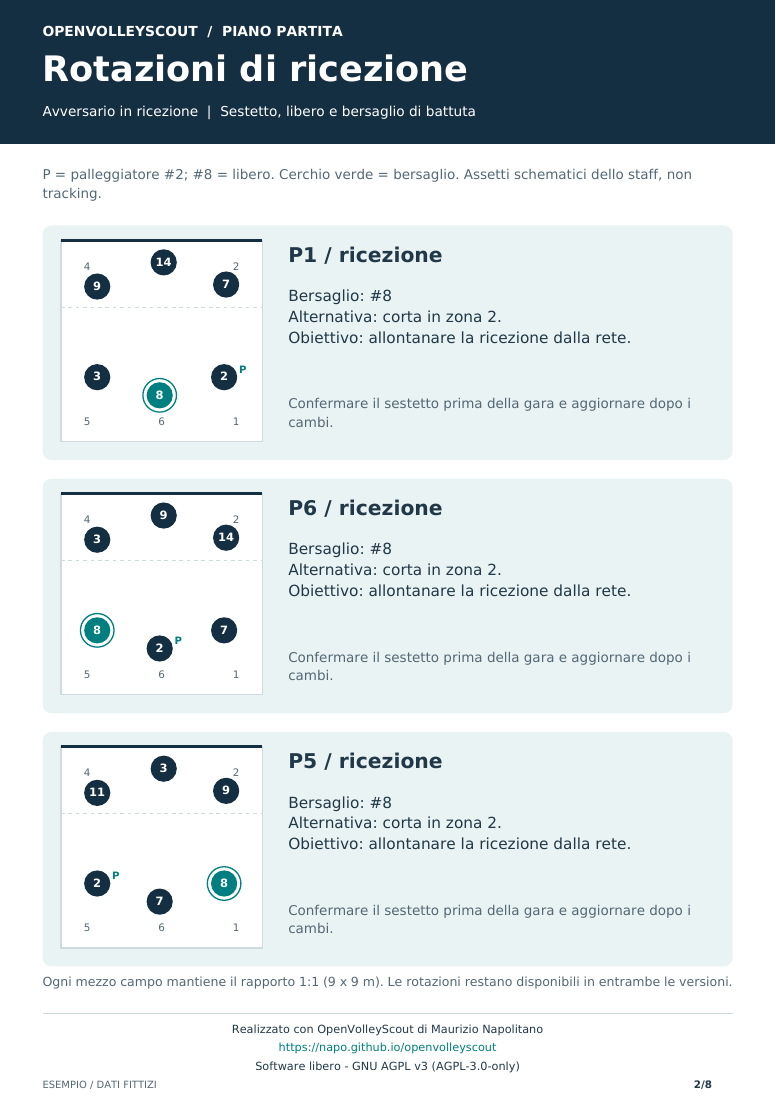 OPENVOLLEYSCOUT / PIANO PARTITA
Rotazioni di ricezione
Avversario in ricezione | Sestetto, libero e bersaglio di battuta
P = palleggiatore #2; #8 = libero. Cerchio verde = bersaglio. Assetti schematici dello staff, non
tracking.
4
14
2
9
7
3
8
2
P
5
6
1
P1 / ricezione
Bersaglio: #8
Alternativa: corta in zona 2.
Obiettivo: allontanare la ricezione dalla rete.
Confermare il sestetto prima della gara e aggiornare dopo i
cambi.
4
9
2
3
14
8
2
P
7
5
6
1
P6 / ricezione
Bersaglio: #8
Alternativa: corta in zona 2.
Obiettivo: allontanare la ricezione dalla rete.
Confermare il sestetto prima della gara e aggiornare dopo i
cambi.
4
3
2
11
9
2
P
7
8
5
6
1
P5 / ricezione
Bersaglio: #8
Alternativa: corta in zona 2.
Obiettivo: allontanare la ricezione dalla rete.
Confermare il sestetto prima della gara e aggiornare dopo i
cambi.
Ogni mezzo campo mantiene il rapporto 1:1 (9 x 9 m). Le rotazioni restano disponibili in entrambe le versioni.
Realizzato con OpenVolleyScout di Maurizio Napolitano
https://napo.github.io/openvolleyscout
Software libero - GNU AGPL v3 (AGPL-3.0-only)
ESEMPIO / DATI FITTIZI
2/8